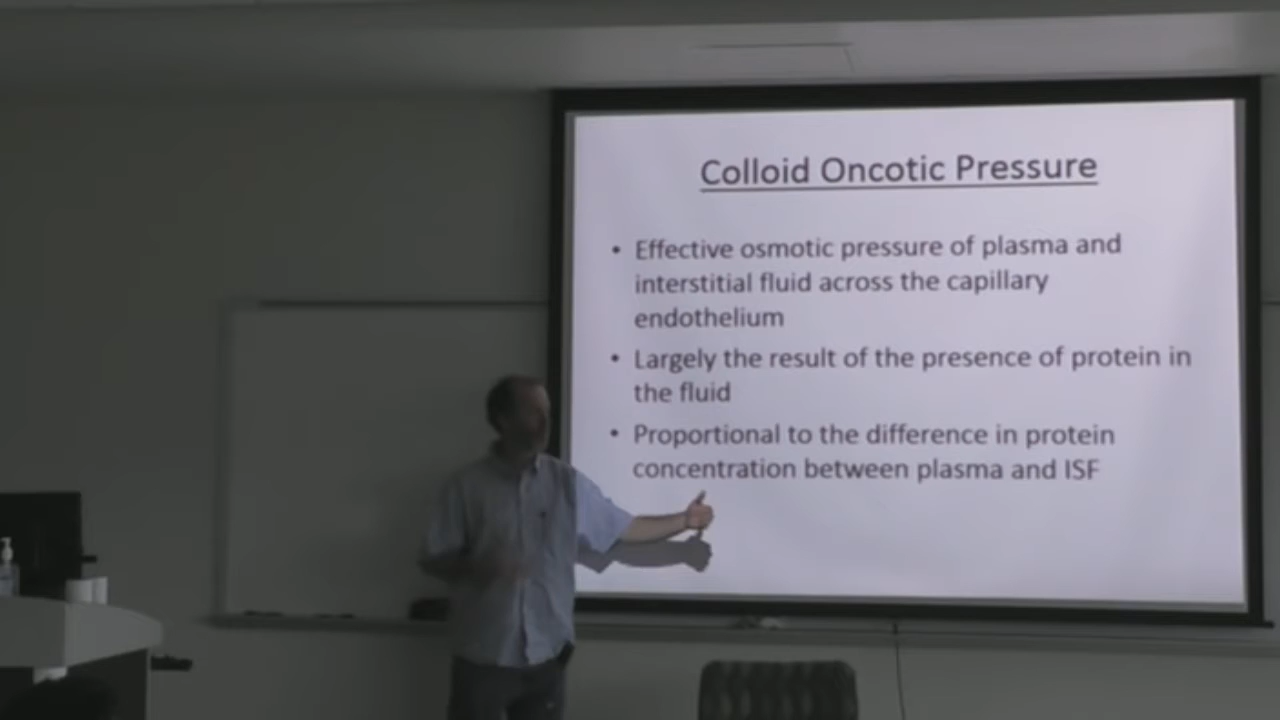 Colloid Oncotic Pressure
• Effective osmotic pressure of plasma and
interstitial fluid across the capillary
endothelium
• Largely the result of the presence of protein in
the fluid
• Proportional to the difference in protein
concentration between plasma and ISF